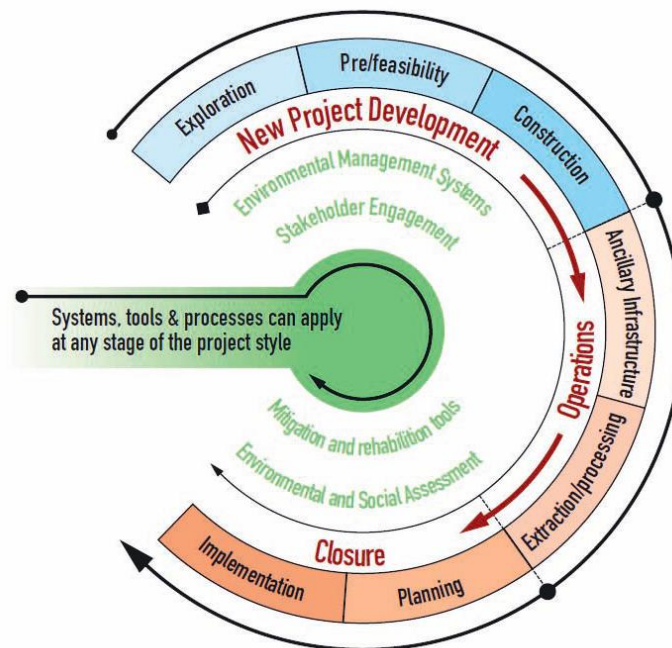 Exploration
Pre/feasibility
Construction
New Project Development
Environmental Management Systems
Stakeholder Engagement
Systems, tools & processes can apply
at any stage of the project style
Ancillary Infrastructure
Operations
Extraction/processing
Mitigation and rehabilition tools
Environmental and Social Assessment
Closure
Planning
Implementation